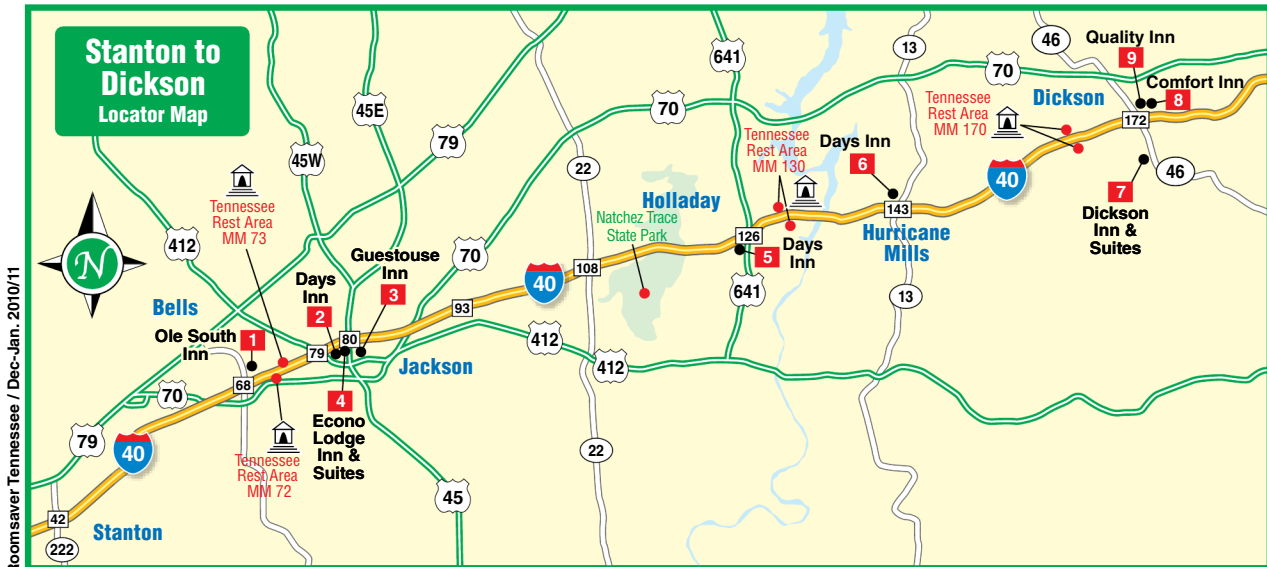 Stanton to
Dickson
Locator Map
412
45W
45E
79
22
70
641
13
70
46
Quality Inn
9
Comfort Inn
8
172
Dickson
Tennessee
Rest Area
MM 170
40
46
7
Dickson
Inn &
Suites
Days Inn
6
143
Hurricane
Mills
13
Tennessee
Rest Area
MM 130
Holladay
Natchez Trace
State Park
126
5
Days
Inn
641
108
40
93
70
Tennessee
Rest Area
MM 73
N
Bells
Ole South
Inn
1
Days
Inn
2
Guestouse
Inn
3
80
79
Jackson
412
412
68
70
4
Econo
Lodge
Inn &
Suites
Tennessee
Rest Area
MM 72
79
40
45
22
42
Stanton
222
Roomsaver Tennessee / Dec-Jan. 2010/11